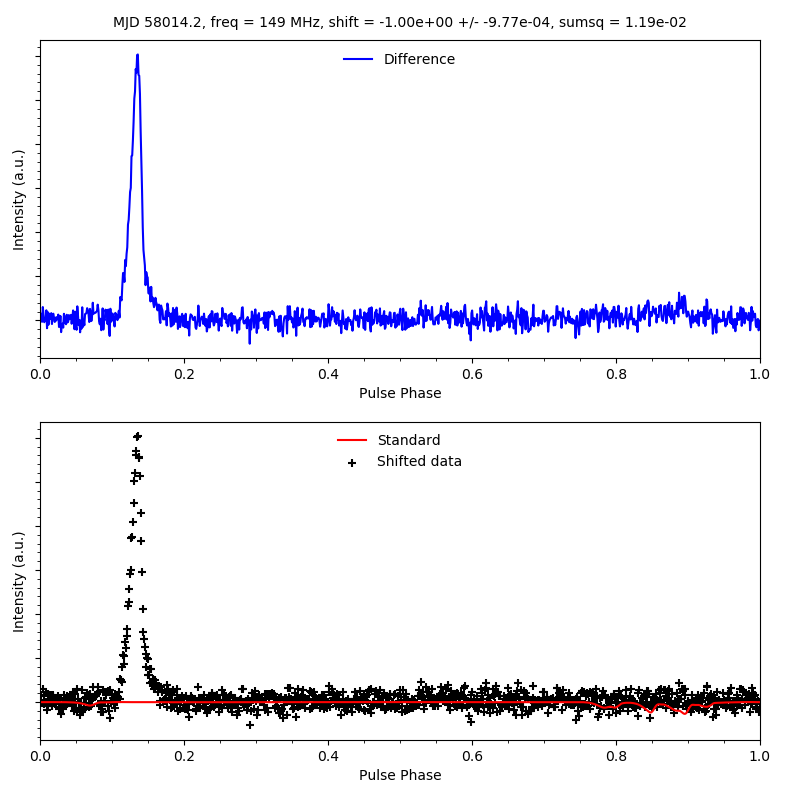 MJD 58014.2, freq = 149 MHz, shift = -1.00e+00 +/- -9.77e-04, sumsq = 1.19e-02
Difference
Intensity (a.u.)
0.0 0.2 0.4 0.6 0.8 1.0
Pulse Phase
Standard
Shifted data
Intensity (a.u.)
0.0 0.2 0.4 0.6 0.8 1.0
Pulse Phase